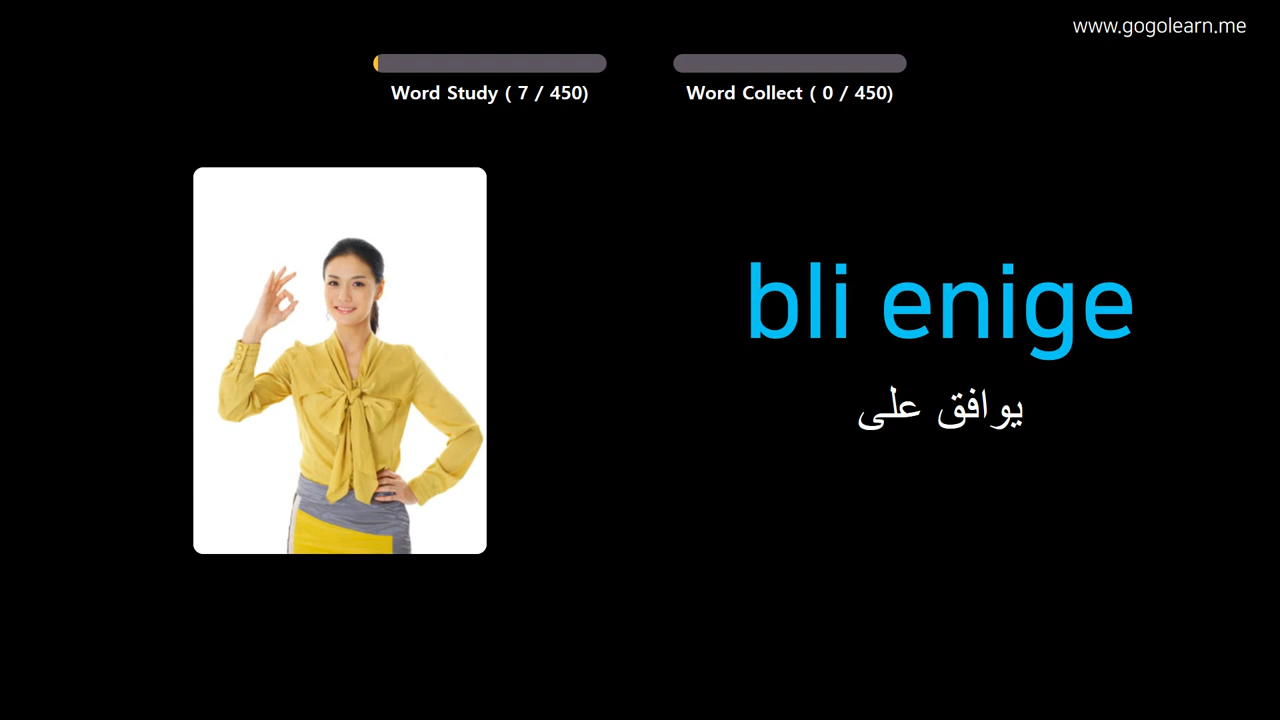 www.gogolearn.me
Word Study ( 7 / 450)
Word Collect ( 0 / 450)
bli enige
يوافق على